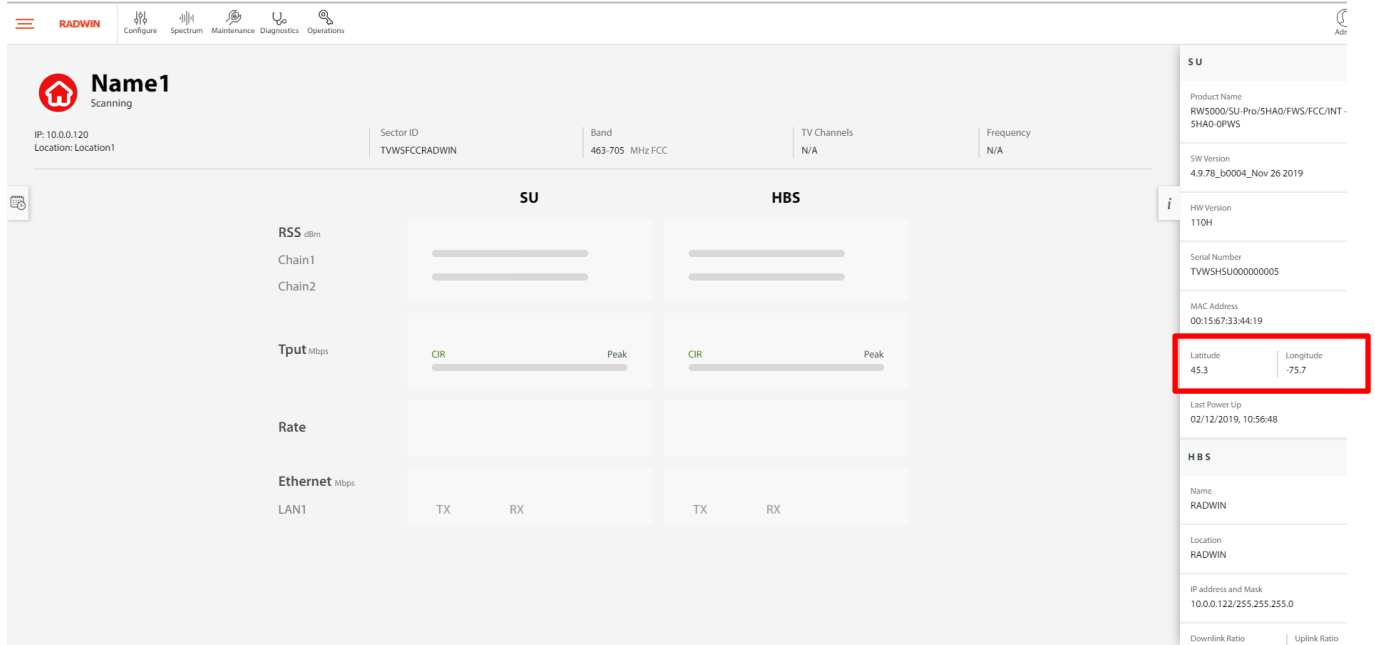 RADWIN
Configure Spectrum Maintenance Diagnostics Operations
Name1
Scanning
IP: 10.0.0.120
Location: Location1
Sector ID
TVWSFCCRADWIN
Band
463-705 MHz FCC
TV Channels
N/A
Frequency
N/A
SU HBS
RSS dBm
Chain1
Chain2
Tput Mbps
CIR Peak CIR Peak
Rate
Ethernet Mbps
LAN1 TX RX TX RX
i
SU
Product Name
RW5000/SU-Pro/5HA0/FWS/FCC/INT -
5HA0-0PWS
SW Version
4.9.78_b0004_Nov 26 2019
HW Version
110H
Serial Number
TVWSHSU000000005
MAC Address
00:15:67:33:44:19
Latitude Longitude
45.3 -75.7
Last Power Up
02/12/2019, 10:56:48
HBS
Name
RADWIN
Location
RADWIN
IP address and Mask
10.0.0.122/255.255.255.0
Downlink Ratio Uplink Ratio